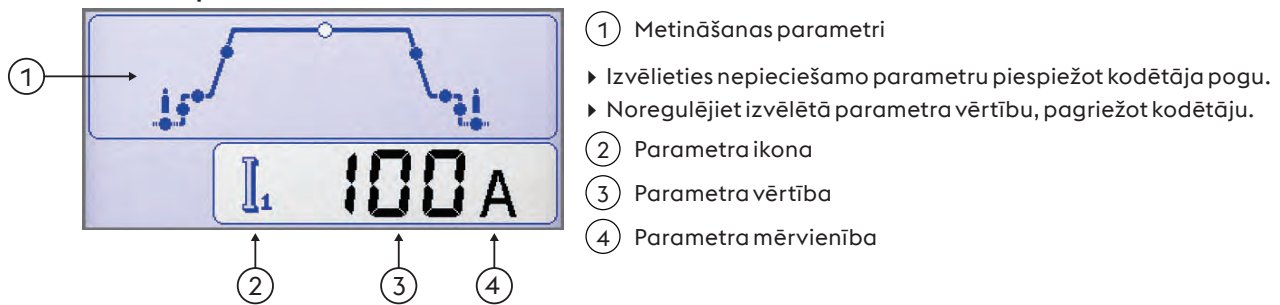 1 Metināšanas parametri
1
▸ Izvēlieties nepieciešamo parametru piespiežot kodētāja pogu.
▸ Noregulējiet izvēlētā parametra vērtību, pagriežot kodētāju.
2 Parametra ikona
I1 100 A
3 Parametra vērtība
4 Parametra mērvienība
2 3 4